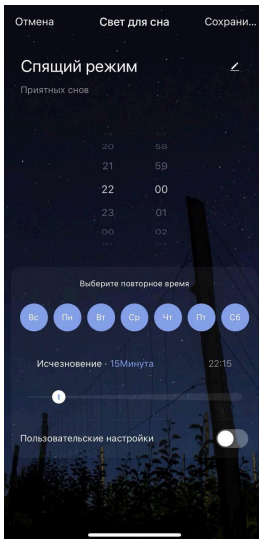 Отмена Свет для сна Сохрани...
Спящий режим
Приятных снов
20 58
21 59
22 00
23 01
00 02
Выберите повторное время
Вс Пн Вт Ср Чт Пт Сб
Исчезновение · 15Минута 22:15
Пользовательские настройки